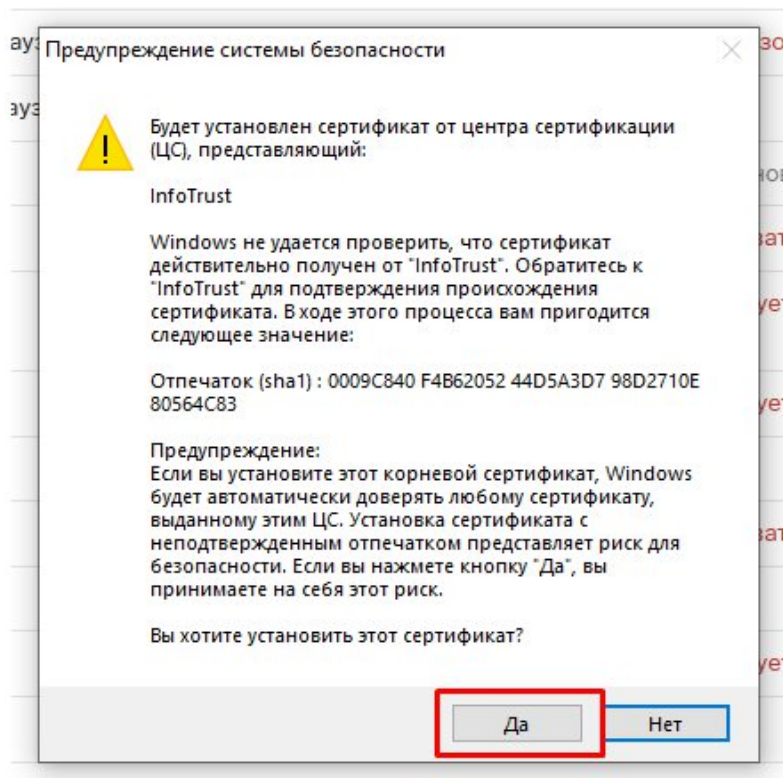 Предупреждение системы безопасности
Будет установлен сертификат от центра сертификации
(ЦС), представляющий:
InfoTrust
Windows не удается проверить, что сертификат
действительно получен от "InfoTrust". Обратитесь к
"InfoTrust" для подтверждения происхождения
сертификата. В ходе этого процесса вам пригодится
следующее значение:
Отпечаток (sha1) : 0009C840 F4B62052 44D5A3D7 98D2710E
80564C83
Предупреждение:
Если вы установите этот корневой сертификат, Windows
будет автоматически доверять любому сертификату,
выданному этим ЦС. Установка сертификата с
неподтвержденным отпечатком представляет риск для
безопасности. Если вы нажмете кнопку "Да", вы
принимаете на себя этот риск.
Вы хотите установить этот сертификат?
Да
Нет